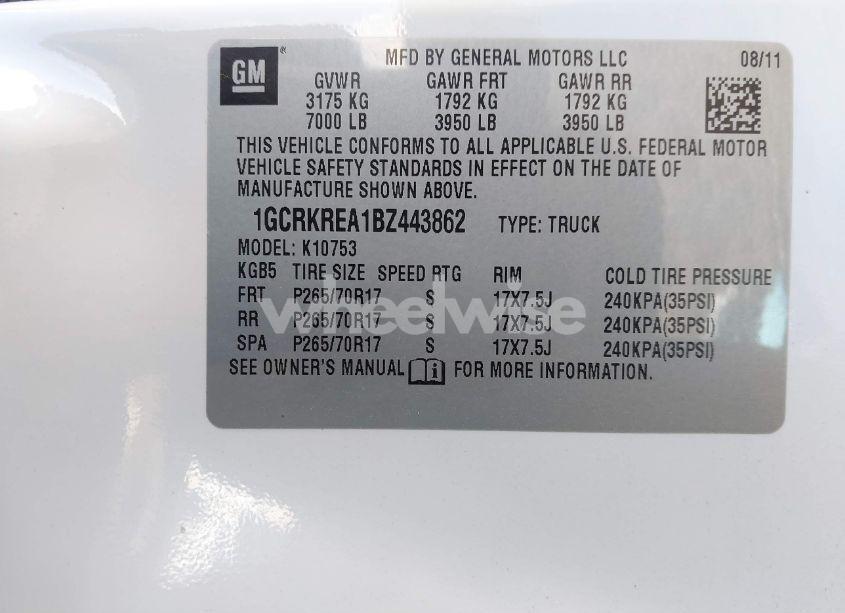 GM
MFD BY GENERAL MOTORS LLC 08/11
GVWR GAWR FRT GAWR RR
3175 KG 1792 KG 1792 KG
7000 LB 3950 LB 3950 LB
THIS VEHICLE CONFORMS TO ALL APPLICABLE U.S. FEDERAL MOTOR
VEHICLE SAFETY STANDARDS IN EFFECT ON THE DATE OF
MANUFACTURE SHOWN ABOVE.
1GCRKREA1BZ443862 TYPE: TRUCK
MODEL: K10753
KGB5 TIRE SIZE SPEED RTG RIM COLD TIRE PRESSURE
FRT P265/70R17 S 17X7.5J 240KPA(35PSI)
RR P265/70R17 S 17X7.5J 240KPA(35PSI)
SPA P265/70R17 S 17X7.5J 240KPA(35PSI)
SEE OWNER'S MANUAL FOR MORE INFORMATION.
wheelwise